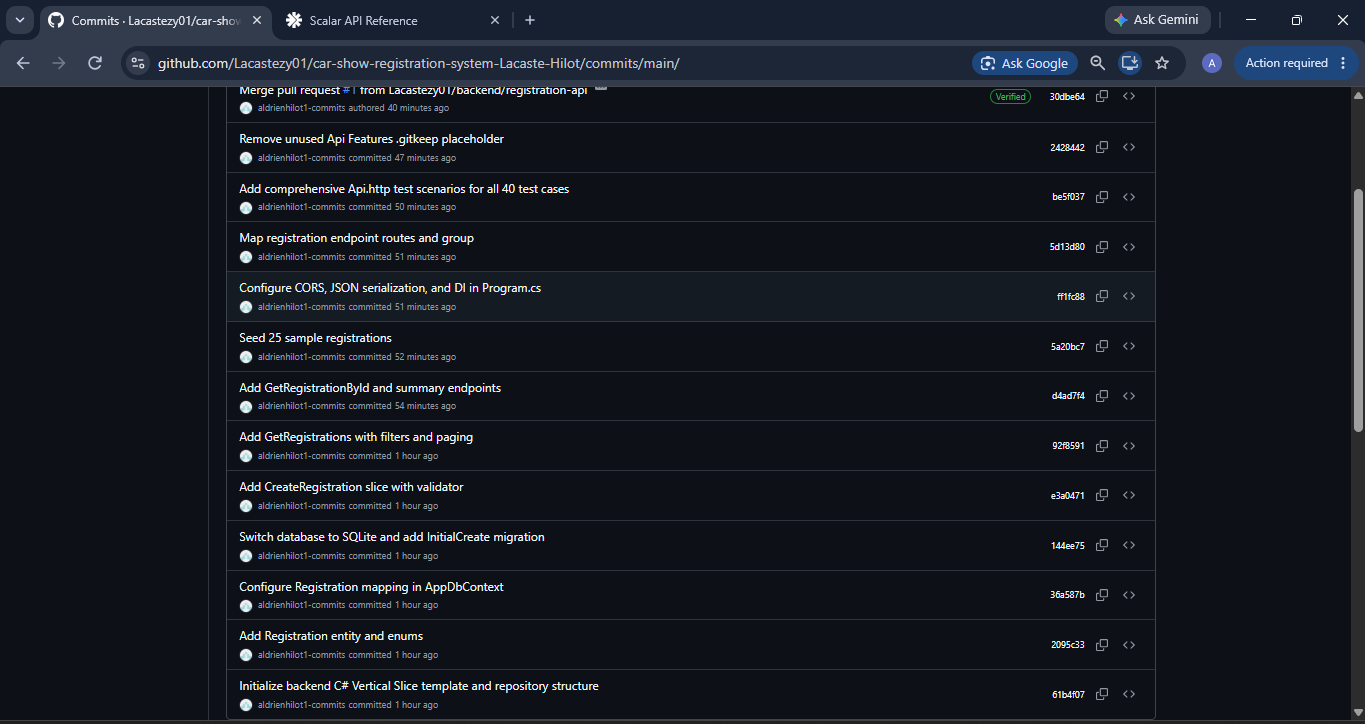 Commits · Lacastezy01/car-show
Scalar API Reference
Ask Gemini
github.com/Lacastezy01/car-show-registration-system-Lacaste-Hilot/commits/main/
Ask Google
A
Action required
Merge pull request #1 from Lacastezy01/backend/registration-api
aldrienhilot1-commits authored 40 minutes ago
Verified
30dbe64
Remove unused Api Features .gitkeep placeholder
aldrienhilot1-commits committed 47 minutes ago
2428442
Add comprehensive Api.http test scenarios for all 40 test cases
aldrienhilot1-commits committed 50 minutes ago
be5f037
Map registration endpoint routes and group
aldrienhilot1-commits committed 51 minutes ago
5d13d80
Configure CORS, JSON serialization, and DI in Program.cs
aldrienhilot1-commits committed 51 minutes ago
ff1fc88
Seed 25 sample registrations
aldrienhilot1-commits committed 52 minutes ago
5a20bc7
Add GetRegistrationById and summary endpoints
aldrienhilot1-commits committed 54 minutes ago
d4ad7f4
Add GetRegistrations with filters and paging
aldrienhilot1-commits committed 1 hour ago
92f8591
Add CreateRegistration slice with validator
aldrienhilot1-commits committed 1 hour ago
e3a0471
Switch database to SQLite and add InitialCreate migration
aldrienhilot1-commits committed 1 hour ago
144ee75
Configure Registration mapping in AppDbContext
aldrienhilot1-commits committed 1 hour ago
36a587b
Add Registration entity and enums
aldrienhilot1-commits committed 1 hour ago
2095c33
Initialize backend C# Vertical Slice template and repository structure
aldrienhilot1-commits committed 1 hour ago
61b4f07